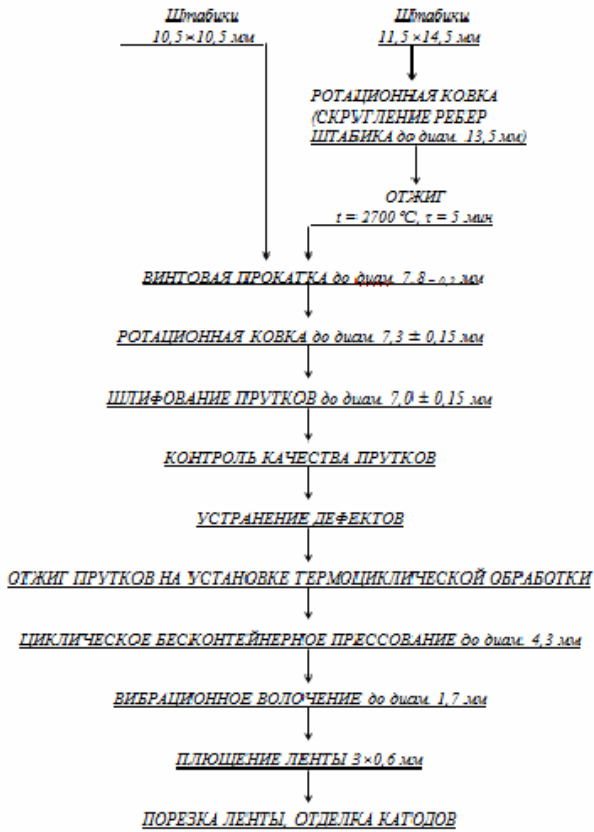 Штабики
10,5×10,5 мм
Штабики
11,5×14,5 мм
РОТАЦИОННАЯ КОВКА
(СКРУГЛЕНИЕ РЕБЕР
ШТАБИКА до диам. 13,5 мм)
ОТЖИГ
t = 2700 °C, τ = 5 мин
ВИНТОВАЯ ПРОКАТКА до диам. 7,8 – 0,2 мм
РОТАЦИОННАЯ КОВКА до диам. 7,3 ± 0,15 мм
ШЛИФОВАНИЕ ПРУТКОВ до диам. 7,0 ± 0,15 мм
КОНТРОЛЬ КАЧЕСТВА ПРУТКОВ
УСТРАНЕНИЕ ДЕФЕКТОВ
ОТЖИГ ПРУТКОВ НА УСТАНОВКЕ ТЕРМОЦИКЛИЧЕСКОЙ ОБРАБОТКИ
ЦИКЛИЧЕСКОЕ БЕСКОНТЕЙНЕРНОЕ ПРЕССОВАНИЕ до диам. 4,3 мм
ВИБРАЦИОННОЕ ВОЛОЧЕНИЕ до диам. 1,7 мм
ПЛЮЩЕНИЕ ЛЕНТЫ 3×0,6 мм
ПОРЕЗКА ЛЕНТЫ, ОТДЕЛКА КАТОДОВ